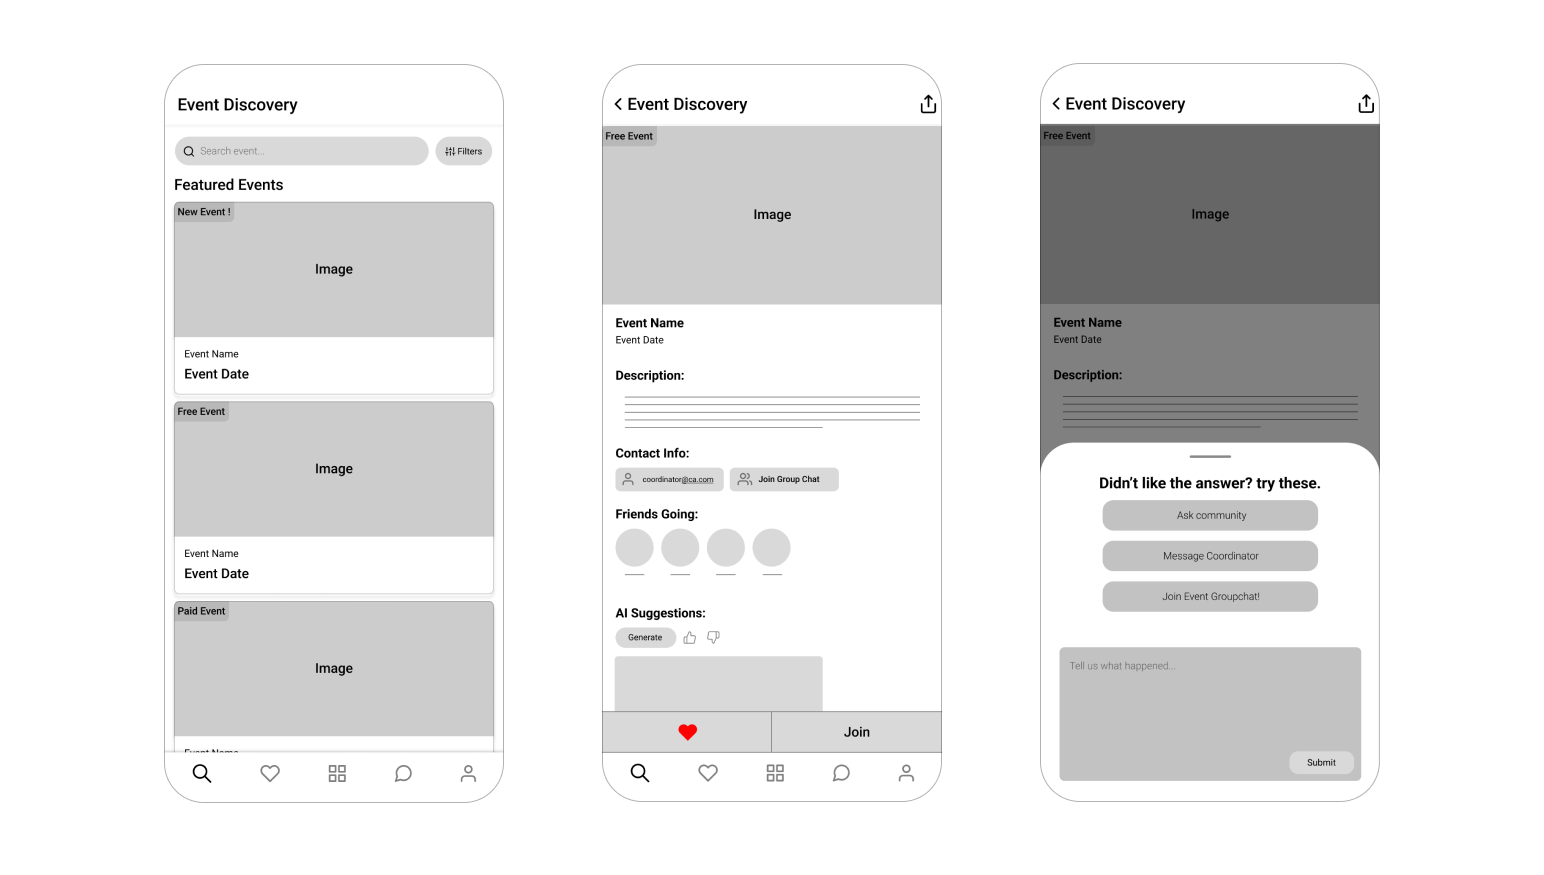 Event Discovery
Search event...
Filters
Featured Events
New Event !
Image
Event Name
Event Date
Free Event
Image
Event Name
Event Date
Paid Event
Image
Event Name
Event Discovery
Free Event
Image
Event Name
Event Date
Description:
Contact Info:
coordinator@ca.com
Join Group Chat
Friends Going:
AI Suggestions:
Generate
Join
Event Discovery
Free Event
Image
Event Name
Event Date
Description:
Didn’t like the answer? try these.
Ask community
Message Coordinator
Join Event Groupchat!
Tell us what happened...
Submit